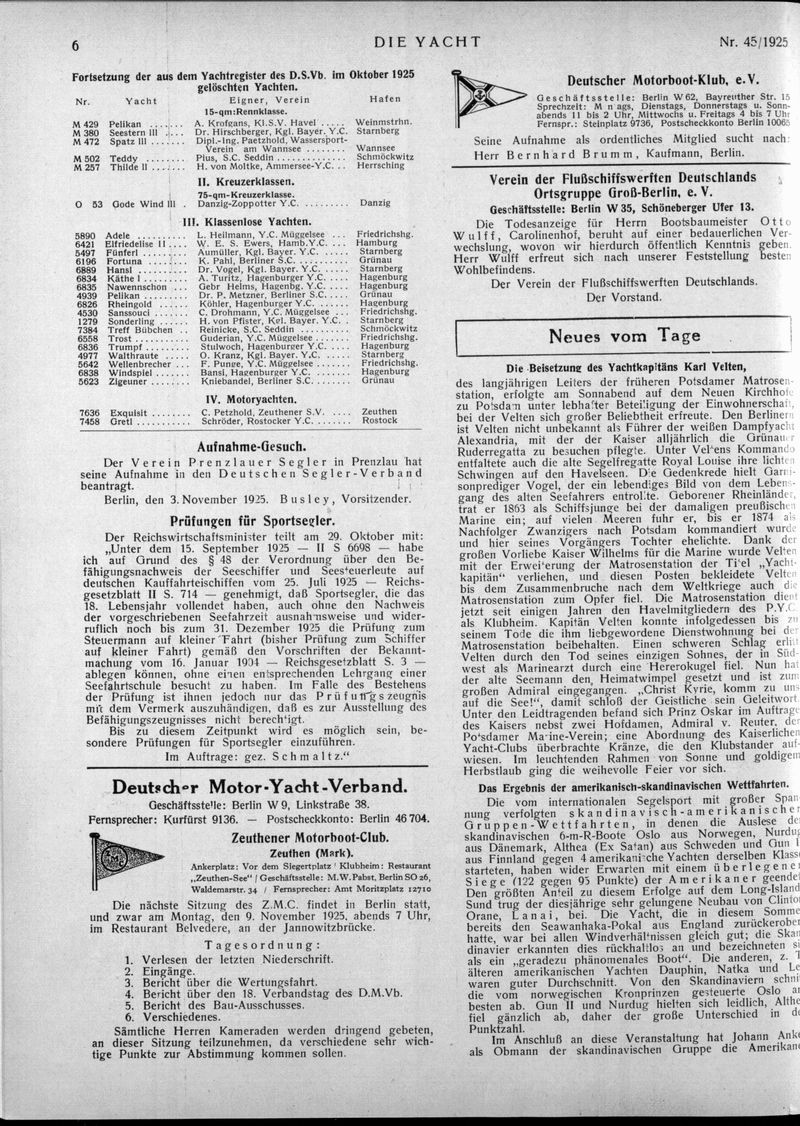 6
DIE YACHT
Nr. 45/1925
Fortsetzung der aus dem Yachtregister des D.S.Vb. im Oktober 1925
gelöschten Yachten.
Nr. Yacht Eigner, Verein Hafen
15-qm-Rennklasse.
M 429 Pelikan A. Krofgans, Kl.S.V. Havel Weinmstrhn.
M 380 Seestern III Dr. Hirschberger, Kgl. Bayer. Y.C. Starnberg
M 472 Spatz III Dipl.-Ing. Paetzhold, Wassersport-
Verein am Wannsee Wannsee
M 502 Teddy Plus, S.C. Seddin Schmöckwitz
M 257 Thilde II H. von Moltke, Ammersee-Y.C. Herrsching
II. Kreuzerklassen.
75-qm-Kreuzerklasse.
O 53 Gode Wind III Danzig-Zoppotter Y.C. Danzig
III. Klassenlose Yachten.
5890 Adele L. Heilmann, Y.C. Müggelsee Friedrichshg.
6421 Elfriedelise II W. E. S. Ewers, Hamb.Y.C. Hamburg
5497 Fünferl Aumüller, Kgl. Bayer. Y.C. Starnberg
6196 Fortuna K. Pahl, Berliner S.C. Grünau
6889 Hansl Dr. Vogel, Kgl. Bayer. Y.C. Starnberg
6834 Käthe I A. Turitz, Hagenburger Y.C. Hagenburg
6835 Nawennschon Gebr Helms, Hagenbg. Y.C. Hagenburg
4939 Pelikan Dr. P. Metzner, Berliner S.C. Grünau
6826 Rheingold Köhler, Hagenburger Y.C. Hagenburg
4530 Sanssouci C. Drohmann, Y.C. Müggelsee Friedrichshg.
1279 Sonderling H. von Pfister, Kgl. Bayer. Y.C. Starnberg
7384 Treff Bübchen Reinicke, S.C. Seddin Schmöckwitz
6558 Trost Guderian, Y.C. Müggelsee Friedrichshg.
6836 Trumpf Stulwoch, Hagenburger Y.C. Hagenburg
4977 Walthraute O. Kranz, Kgl. Bayer. Y.C. Starnberg
5642 Wellenbrecher Fr. Punge, Y.C. Müggelsee Friedrichshg.
6838 Windspiel Bansl, Hagenburger Y.C. Hagenburg
5623 Zigeuner Kniebandel, Berliner S.C. Grünau
IV. Motoryachten.
7636 Exquisit C. Petzhold, Zeuthener S.V. Zeuthen
7458 Gretl Schröder, Rostocker Y.C. Rostock
Aufnahme-Gesuch.
Der Verein Prenzlauer Segler in Prenzlau hat
seine Aufnahme in den Deutschen Segler-Verband
beantragt.
Berlin, den 3. November 1925. Busley, Vorsitzender.
Prüfungen für Sportsegler.
Der Reichswirtschaftsminister teilt am 29. Oktober mit:
„Unter dem 15. September 1925 — II S 6698 — habe
ich auf Grund des § 48 der Verordnung über den Be-
fähigungsnachweis der Seeschiffer und Seesteuerleute auf
deutschen Kauffahrteischiffen vom 25. Juli 1925 — Reichs-
gesetzblatt II S. 714 — genehmigt, daß Sportsegler, die das
18. Lebensjahr vollendet haben, auch ohne den Nachweis
der vorgeschriebenen Seefahrzeit ausnahmsweise und wider-
ruflich noch bis zum 31. Dezember 1925 die Prüfung zum
Steuermann auf kleiner Fahrt (bisher Prüfung zum Schiffer
auf kleiner Fahrt) gemäß den Vorschriften der Bekannt-
machung vom 16. Januar 1904 — Reichsgesetzblatt S. 3 —
ablegen können, ohne einen entsprechenden Lehrgang einer
Seefahrtschule besucht zu haben. Im Falle des Bestehens
der Prüfung ist ihnen jedoch nur das Prüfungszeugnis
mit dem Vermerk auszuhändigen, daß es zur Ausstellung des
Befähigungszeugnisses nicht berechtigt.
Bis zu diesem Zeitpunkt wird es möglich sein, be-
sondere Prüfungen für Sportsegler einzuführen.
Im Auftrage: gez. Schmaltz.“
Deutscher Motor-Yacht-Verband.
Geschäftsstelle: Berlin W 9, Linkstraße 38.
Fernsprecher: Kurfürst 9136. — Postscheckkonto: Berlin 46 704.
Zeuthener Motorboot-Club.
Zeuthen (Mark).
Ankerplatz: Vor dem Siegertplatz / Klubheim: Restaurant
„Zeuthen-See“ / Geschäftsstelle: M. W. Pabst, Berlin SO 26,
Waldemarstr. 34 / Fernsprecher: Amt Moritzplatz 12710
Die nächste Sitzung des Z.M.C. findet in Berlin statt,
und zwar am Montag, den 9. November 1925, abends 7 Uhr,
im Restaurant Belvedere, an der Jannowitzbrücke.
Tagesordnung:
1. Verlesen der letzten Niederschrift.
2. Eingänge.
3. Bericht über die Wertungsfahrt.
4. Bericht über den 18. Verbandstag des D.M.Vb.
5. Bericht des Bau-Ausschusses.
6. Verschiedenes.
Sämtliche Herren Kameraden werden dringend gebeten,
an dieser Sitzung teilzunehmen, da verschiedene sehr wich-
tige Punkte zur Abstimmung kommen sollen.
Deutscher Motorboot-Klub, e. V.
Geschäftsstelle: Berlin W 62, Bayreuther Str. 15
Sprechzeit: M n ags, Dienstags, Donnerstags u. Sonn-
abends 11 bis 2 Uhr, Mittwochs u. Freitags 4 bis 7 Uhr
Fernspr.: Steinplatz 9736, Postscheckkonto Berlin 10065
Seine Aufnahme als ordentliches Mitglied sucht nach:
Herr Bernhard Brumm, Kaufmann, Berlin.
Verein der Flußschiffswerften Deutschlands
Ortsgruppe Groß-Berlin, e. V.
Geschäftsstelle: Berlin W 35, Schöneberger Ufer 13.
Die Todesanzeige für Herrn Bootsbaumeister Otto
Wulff, Carolinenhof, beruht auf einer bedauerlichen Ver-
wechslung, wovon wir hierdurch öffentlich Kenntnis geben.
Herr Wulff erfreut sich nach unserer Feststellung besten
Wohlbefindens.
Der Verein der Flußschiffswerften Deutschlands.
Der Vorstand.
Neues vom Tage
Die Beisetzung des Yachtkapitäns Karl Velten,
des langjährigen Leiters der früheren Potsdamer Matrosen-
station, erfolgte am Sonnabend auf dem Neuen Kirchhofe
zu Potsdam unter lebhafter Beteiligung der Einwohnerschaft,
bei der Velten sich großer Beliebtheit erfreute. Den Berlinern
ist Velten nicht unbekannt als Führer der weißen Dampfyacht
Alexandria, mit der der Kaiser alljährlich die Grünauer
Ruderregatta zu besuchen pflegte. Unter Veltens Kommando
entfaltete auch die alte Segelfregatte Royal Louise ihre lichten
Schwingen auf den Havelseen. Die Gedenkrede hielt Garni-
sonprediger Vogel, der ein lebendiges Bild von dem Lebens-
gang des alten Seefahrers entrollte. Geborener Rheinländer,
trat er 1863 als Schiffsjunge bei der damaligen preußischen
Marine ein; auf vielen Meeren fuhr er, bis er 1874 als
Nachfolger Zwanzigers nach Potsdam kommandiert wurde
und hier seines Vorgängers Tochter ehelichte. Dank der
großen Vorliebe Kaiser Wilhelms für die Marine wurde Velten
mit der Erweiterung der Matrosenstation der Titel „Yacht-
kapitän“ verliehen, und diesen Posten bekleidete Velten
bis dem Zusammenbruche nach dem Weltkriege auch die
Matrosenstation zum Opfer fiel. Die Matrosenstation dient
jetzt seit einigen Jahren den Havelmitgliedern des P.Y.C.
als Klubheim. Kapitän Velten konnte infolgedessen bis zu
seinem Tode die ihm liebgewordene Dienstwohnung bei der
Matrosenstation beibehalten. Einen schweren Schlag erlitt
Velten durch den Tod seines einzigen Sohnes, der in Süd-
west als Marinearzt durch eine Hererokugel fiel. Nun hat
der alte Seemann den Heimatwimpel gesetzt und ist zum
großen Admiral eingegangen. „Christ Kyrie, komm zu uns
auf die See!“, damit schloß der Geistliche sein Geleitwort.
Unter den Leidtragenden befand sich Prinz Oskar im Auftrage
des Kaisers nebst zwei Hofdamen, Admiral v. Reuter, der
Potsdamer Marine-Verein; eine Abordnung des Kaiserlichen
Yacht-Clubs überbrachte Kränze, die den Klubstander auf-
wiesen. Im leuchtenden Rahmen von Sonne und goldigem
Herbstlaub ging die weihevolle Feier vor sich.
Das Ergebnis der amerikanisch-skandinavischen Wettfahrten.
Die vom internationalen Segelsport mit großer Span-
nung verfolgten skandinavisch-amerikanischen
Gruppen-Wettfahrten, in denen die Auslese der
skandinavischen 6-m-R-Boote Oslo aus Norwegen, Nurdug
aus Dänemark, Althea (Ex Satan) aus Schweden und Gun I
aus Finnland gegen 4 amerikanische Yachten derselben Klasse
starteten, haben wider Erwarten mit einem überlegenen
Siege (122 gegen 95 Punkte) der Amerikaner geendet
Den größten Anteil zu diesem Erfolge auf dem Long-Island
Sund trug der diesjährige sehr gelungene Neubau von Clinton
Orane, Lanai, bei. Die Yacht, die in diesem Somme
bereits den Seawanhaka-Pokal aus England zurückerober
hatte, war bei allen Windverhältnissen gleich gut; die Skan
dinavier erkannten dies rückhaltlos an und bezeichneten si
als ein „geradezu phänomenales Boot“. Die anderen, z. T
älteren amerikanischen Yachten Dauphin, Natka und Le
waren guter Durchschnitt. Von den Skandinaviern schni
die vom norwegischen Kronprinzen gesteuerte Oslo a
besten ab. Gun II und Nurdug hielten sich leidlich, Althe
fiel gänzlich ab, daher der große Unterschied in de
Punktzahl.
Im Anschluß an diese Veranstaltung hat Johann Anke
als Obmann der skandinavischen Gruppe die Amerikane